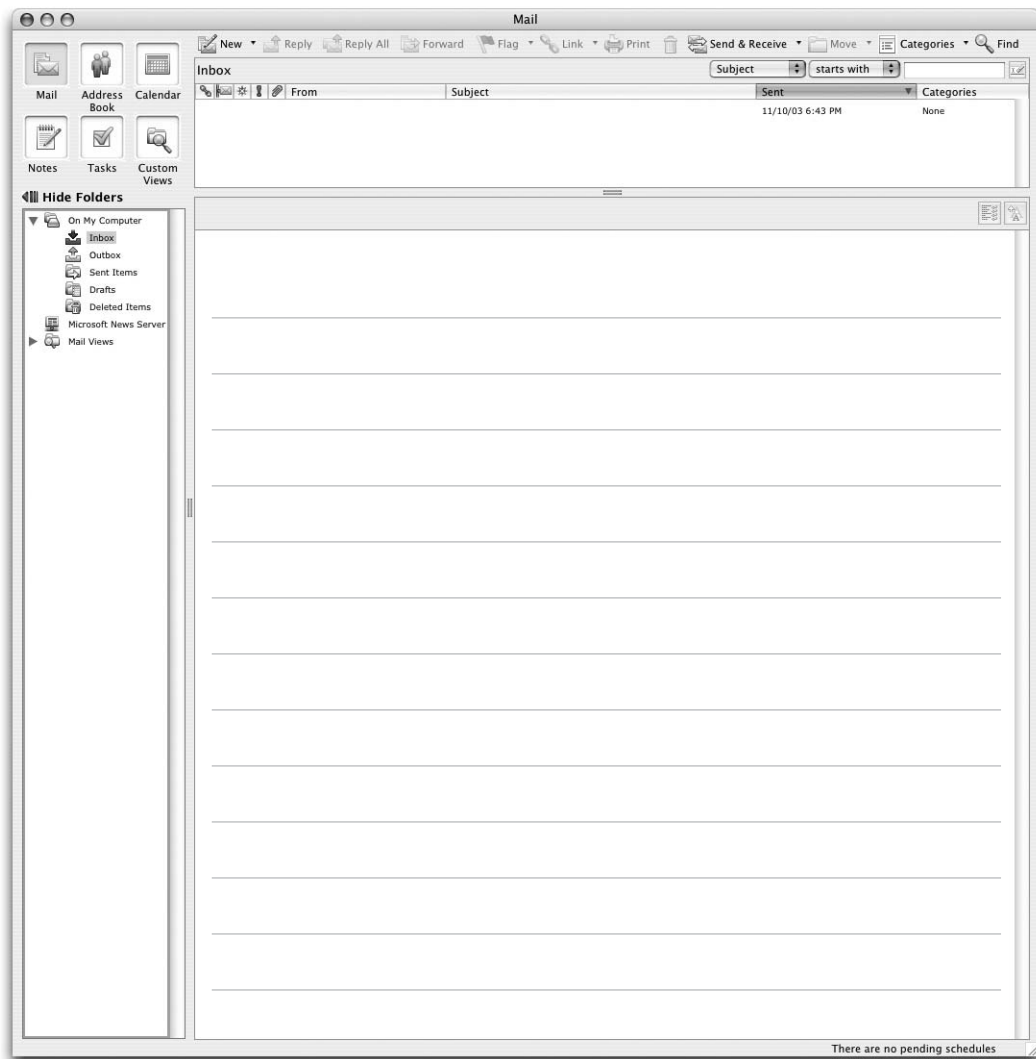 Mail
New Reply Reply All Forward Flag Link Print Send & Receive Move Categories Find
Mail Address Book Calendar
Notes Tasks Custom Views
Inbox Subject starts with
From Subject Sent Categories
11/10/03 6:43 PM None
Hide Folders
On My Computer
Inbox
Outbox
Sent Items
Drafts
Deleted Items
Microsoft News Server
Mail Views
There are no pending schedules